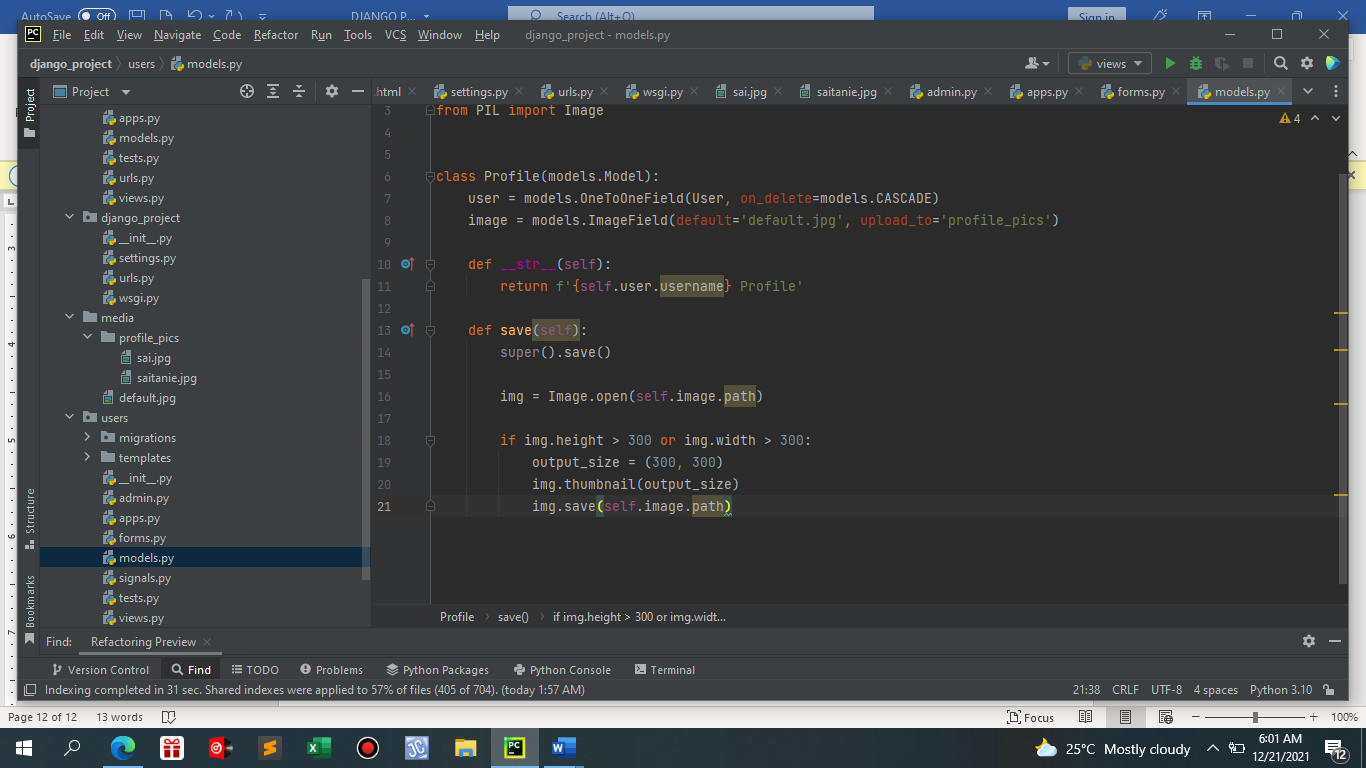 AutoSave Off DJANGO P... Search (Alt+Q) Sign in
PC File Edit View Navigate Code Refactor Run Tools VCS Window Help django_project - models.py
django_project users models.py views
Project
html settings.py urls.py wsgi.py sai.jpg saitanie.jpg admin.py apps.py forms.py models.py
Project
apps.py
models.py
tests.py
urls.py
views.py
django_project
__init__.py
settings.py
urls.py
wsgi.py
media
profile_pics
sai.jpg
saitanie.jpg
default.jpg
users
migrations
templates
__init__.py
admin.py
apps.py
forms.py
models.py
signals.py
tests.py
views.py
Structure
Bookmarks
4
3 from PIL import Image
4
5
6 class Profile(models.Model):
7 user = models.OneToOneField(User, on_delete=models.CASCADE)
8 image = models.ImageField(default='default.jpg', upload_to='profile_pics')
9
10 def __str__(self):
11 return f'{self.user.username} Profile'
12
13 def save(self):
14 super().save()
15
16 img = Image.open(self.image.path)
17
18 if img.height > 300 or img.width > 300:
19 output_size = (300, 300)
20 img.thumbnail(output_size)
21 img.save(self.image.path)
Profile save() if img.height > 300 or img.widt...
Find: Refactoring Preview
Version Control Find TODO Problems Python Packages Python Console Terminal
Indexing completed in 31 sec. Shared indexes were applied to 57% of files (405 of 704). (today 1:57 AM) 21:38 CRLF UTF-8 4 spaces Python 3.10
Page 12 of 12 13 words Focus 100%
25°C Mostly cloudy 6:01 AM
12/21/2021 12